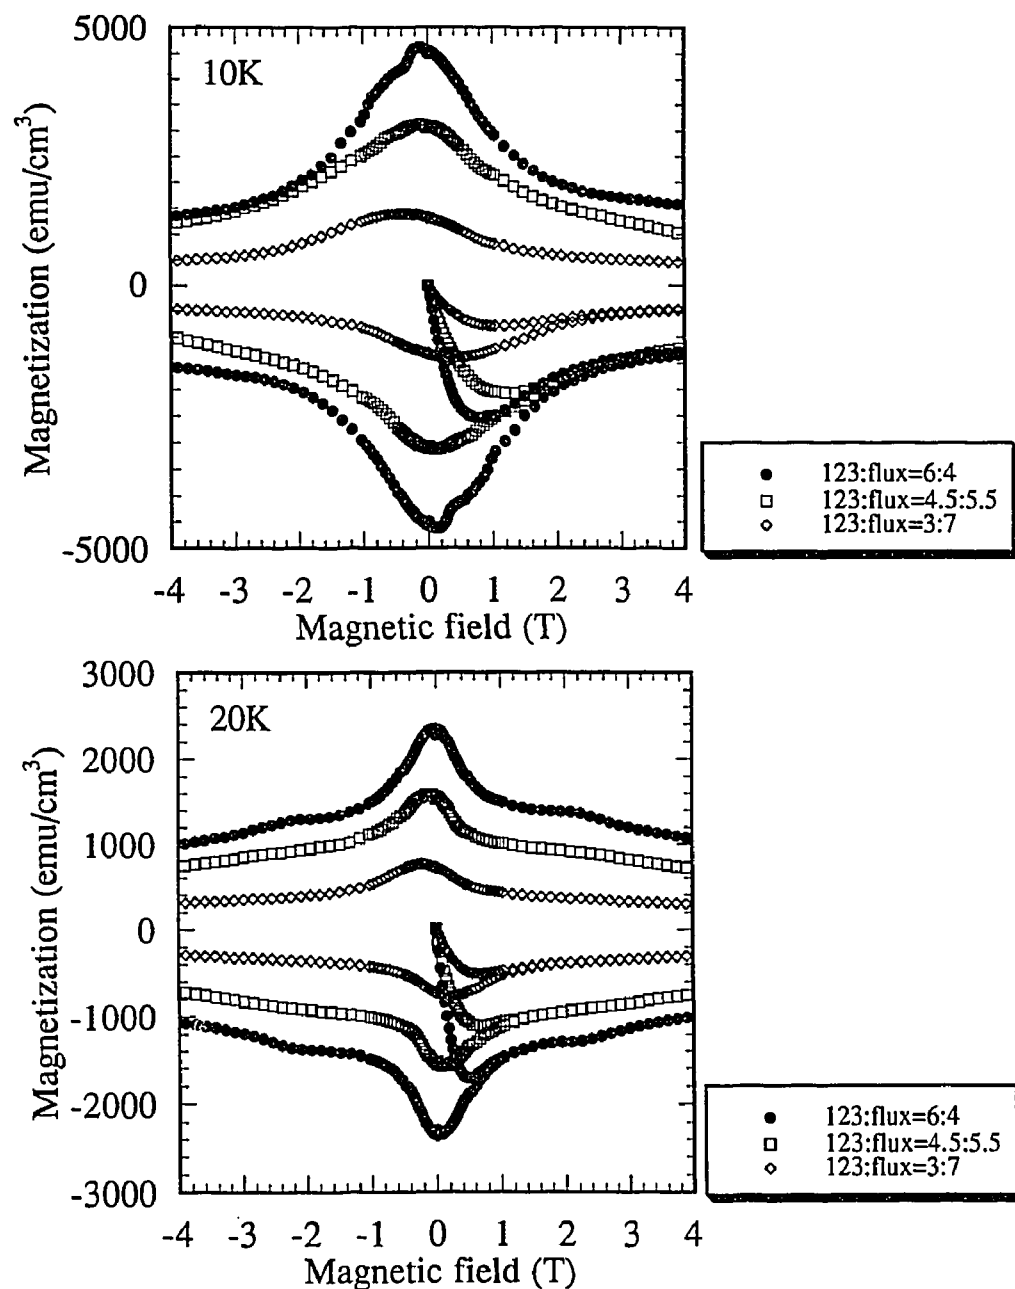 5000
10K
0
-5000
Magnetization (emu/cm³)
-4 -3 -2 -1 0 1 2 3 4
Magnetic field (T)
123:flux=6:4
123:flux=4.5:5.5
123:flux=3:7
3000
20K
2000
1000
0
-1000
-2000
-3000
Magnetization (emu/cm³)
-4 -3 -2 -1 0 1 2 3 4
Magnetic field (T)
123:flux=6:4
123:flux=4.5:5.5
123:flux=3:7